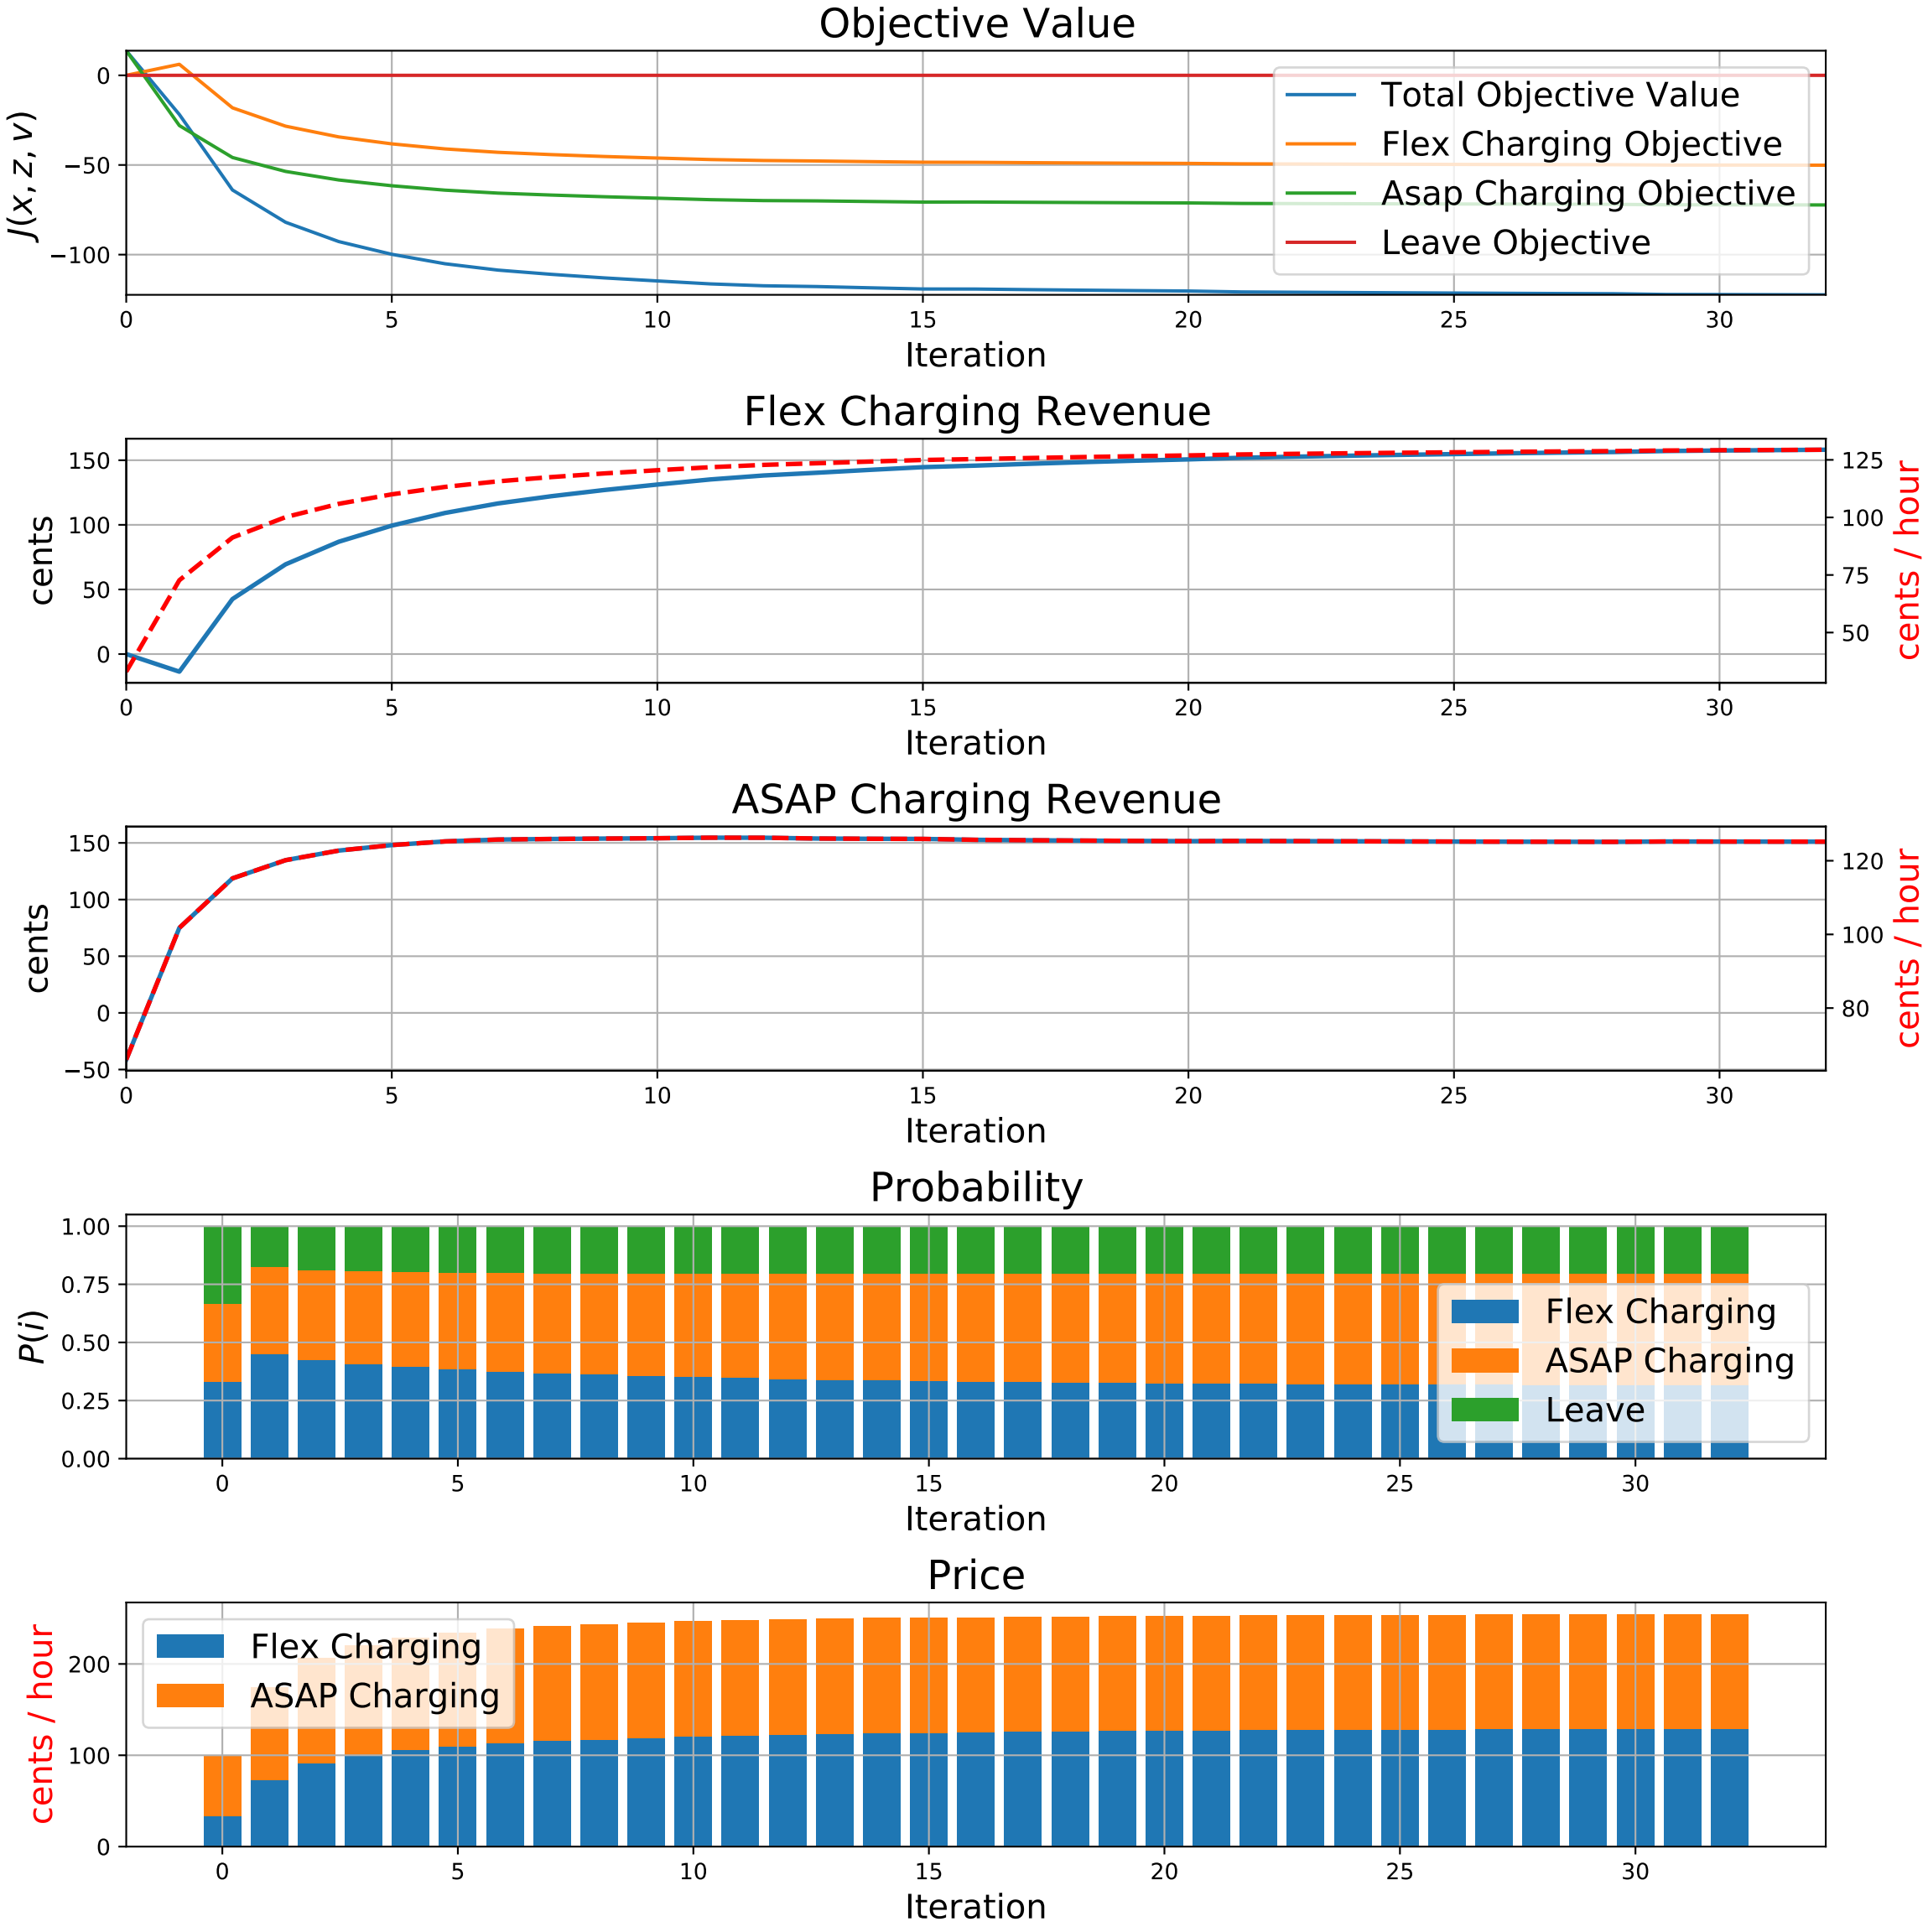 Objective Value
J(x, z, v)
0
−50
−100
Total Objective Value
Flex Charging Objective
Asap Charging Objective
Leave Objective
0 5 10 15 20 25 30
Iteration
Flex Charging Revenue
cents
150
100
50
0
125
100
75
50
cents / hour
0 5 10 15 20 25 30
Iteration
ASAP Charging Revenue
cents
150
100
50
0
−50
120
100
80
cents / hour
0 5 10 15 20 25 30
Iteration
Probability
P(i)
1.00
0.75
0.50
0.25
0.00
Flex Charging
ASAP Charging
Leave
0 5 10 15 20 25 30
Iteration
Price
cents / hour
200
100
0
Flex Charging
ASAP Charging
0 5 10 15 20 25 30
Iteration